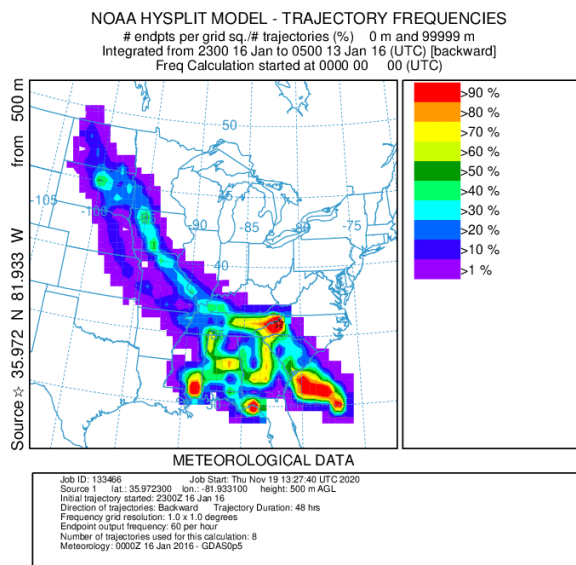 NOAA HYSPLIT MODEL - TRAJECTORY FREQUENCIES
# endpts per grid sq./# trajectories (%)    0 m and 99999 m
Integrated from 2300 16 Jan to 0500 13 Jan 16 (UTC) [backward]
Freq Calculation started at 0000 00    00 (UTC)
Source ☆ 35.972 N 81.933 W    from 500 m
50
-105
-100
-90
-85
-80
-75
40
>90 %
>80 %
>70 %
>60 %
>50 %
>40 %
>30 %
>20 %
>10 %
>1 %
METEOROLOGICAL DATA
Job ID: 133466    Job Start: Thu Nov 19 13:27:40 UTC 2020
Source 1    lat.: 35.972300    lon.: -81.933100    height: 500 m AGL
Initial trajectory started: 2300Z 16 Jan 16
Direction of trajectories: Backward    Trajectory Duration: 48 hrs
Frequency grid resolution: 1.0 x 1.0 degrees
Endpoint output frequency: 60 per hour
Number of trajectories used for this calculation: 8
Meteorology: 0000Z 16 Jan 2016 - GDAS0p5